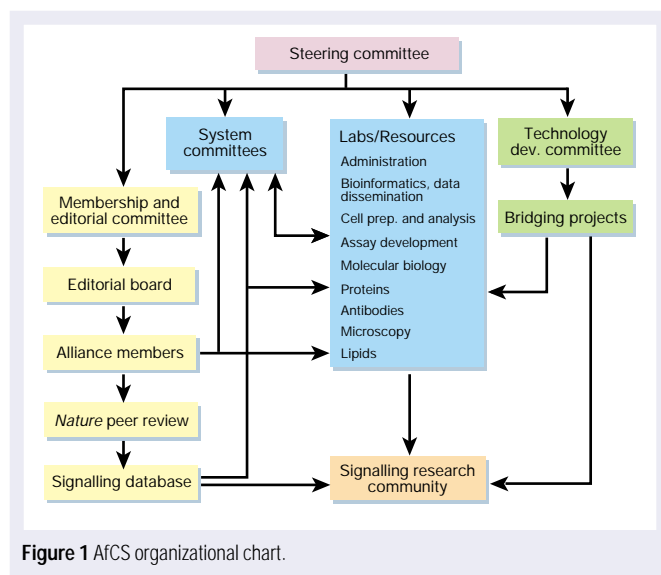 Steering committee
System
committees
Labs/Resources
Administration
Bioinformatics, data
dissemination
Cell prep. and analysis
Assay development
Molecular biology
Proteins
Antibodies
Microscopy
Lipids
Technology
dev. committee
Bridging projects
Membership and
editorial committee
Editorial board
Alliance members
Nature peer review
Signalling database
Signalling research
community
Figure 1 AfCS organizational chart.